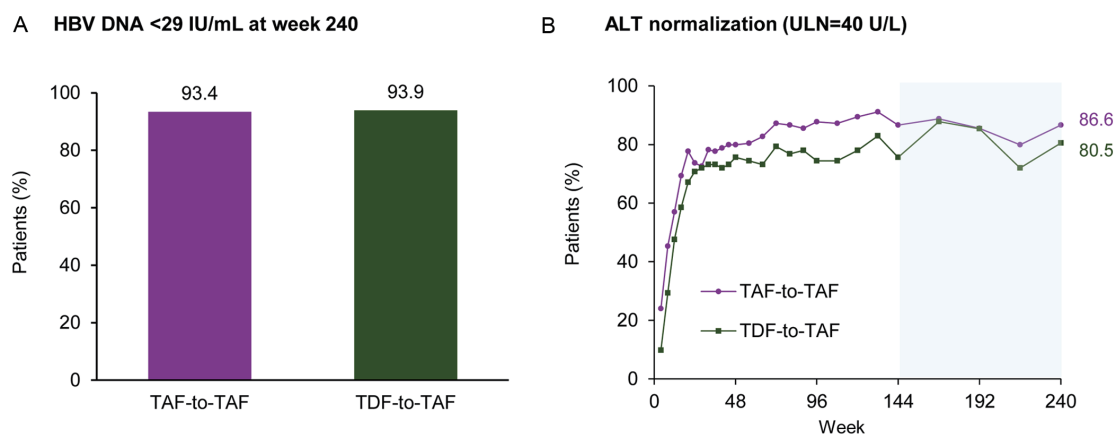 A HBV DNA <29 IU/mL at week 240
100
80
60
40
20
0
Patients (%)
93.4
93.9
TAF-to-TAF
TDF-to-TAF
B ALT normalization (ULN=40 U/L)
100
80
60
40
20
0
Patients (%)
86.6
80.5
TAF-to-TAF
TDF-to-TAF
0 48 96 144 192 240
Week